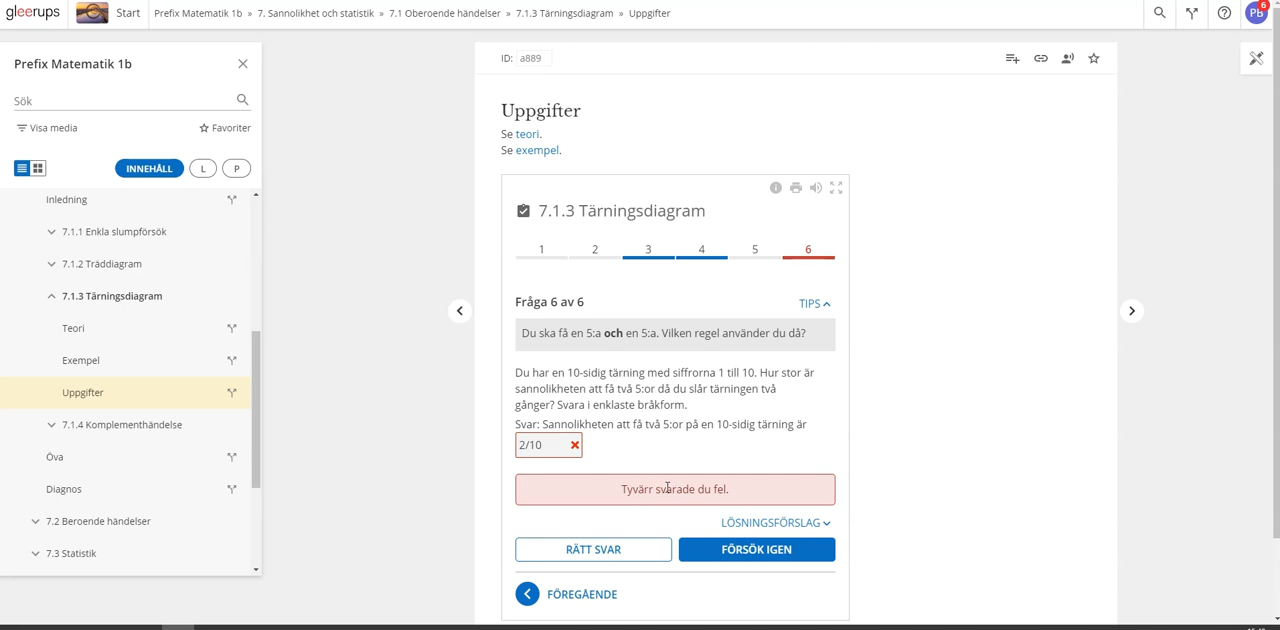 gleerups
Start
Prefix Matematik 1b » 7. Sannolikhet och statistik » 7.1 Oberoende händelser » 7.1.3 Tärningsdiagram » Uppgifter
PB
6
Prefix Matematik 1b
Sök
Visa media
Favoriter
INNEHÅLL
L
P
Inledning
7.1.1 Enkla slumpförsök
7.1.2 Träddiagram
7.1.3 Tärningsdiagram
Teori
Exempel
Uppgifter
7.1.4 Komplementhändelse
Öva
Diagnos
7.2 Beroende händelser
7.3 Statistik
ID: a889
Uppgifter
Se teori.
Se exempel.
7.1.3 Tärningsdiagram
1 2 3 4 5 6
Fråga 6 av 6
TIPS
Du ska få en 5:a och en 5:a. Vilken regel använder du då?
Du har en 10-sidig tärning med siffrorna 1 till 10. Hur stor är
sannolikheten att få två 5:or då du slår tärningen två
gånger? Svara i enklaste bråkform.
Svar: Sannolikheten att få två 5:or på en 10-sidig tärning är
2/10
Tyvärr svarade du fel.
LÖSNINGSFÖRSLAG
RÄTT SVAR
FÖRSÖK IGEN
FÖREGÅENDE